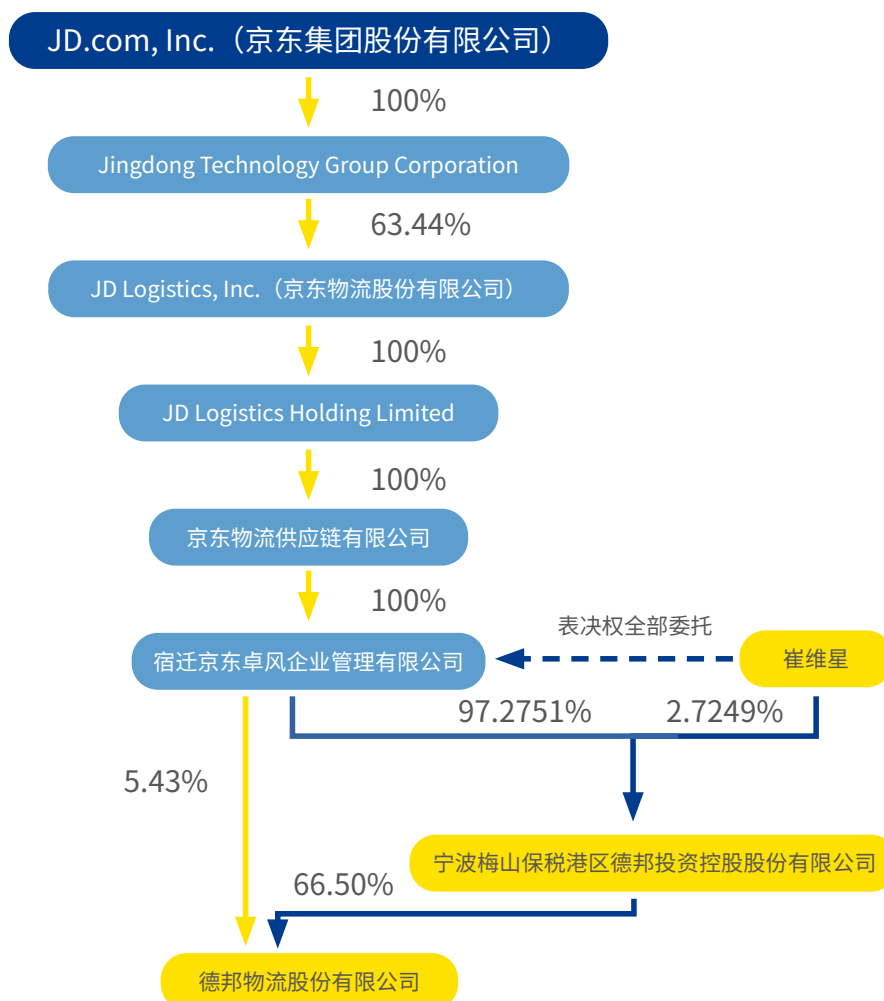 JD.com, Inc.（京东集团股份有限公司）
100%
Jingdong Technology Group Corporation
63.44%
JD Logistics, Inc.（京东物流股份有限公司）
100%
JD Logistics Holding Limited
100%
京东物流供应链有限公司
100%
表决权全部委托
宿迁京东卓风企业管理有限公司
崔维星
97.2751%
2.7249%
5.43%
宁波梅山保税港区德邦投资控股股份有限公司
66.50%
德邦物流股份有限公司